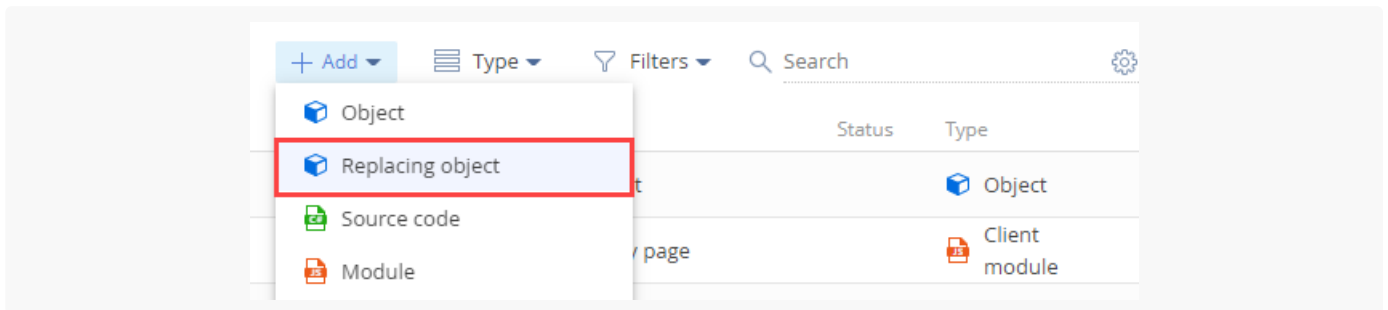 + Add Type Filters Search
Object
Status Type
Replacing object
t Object
Source code
y page Client
module
Module